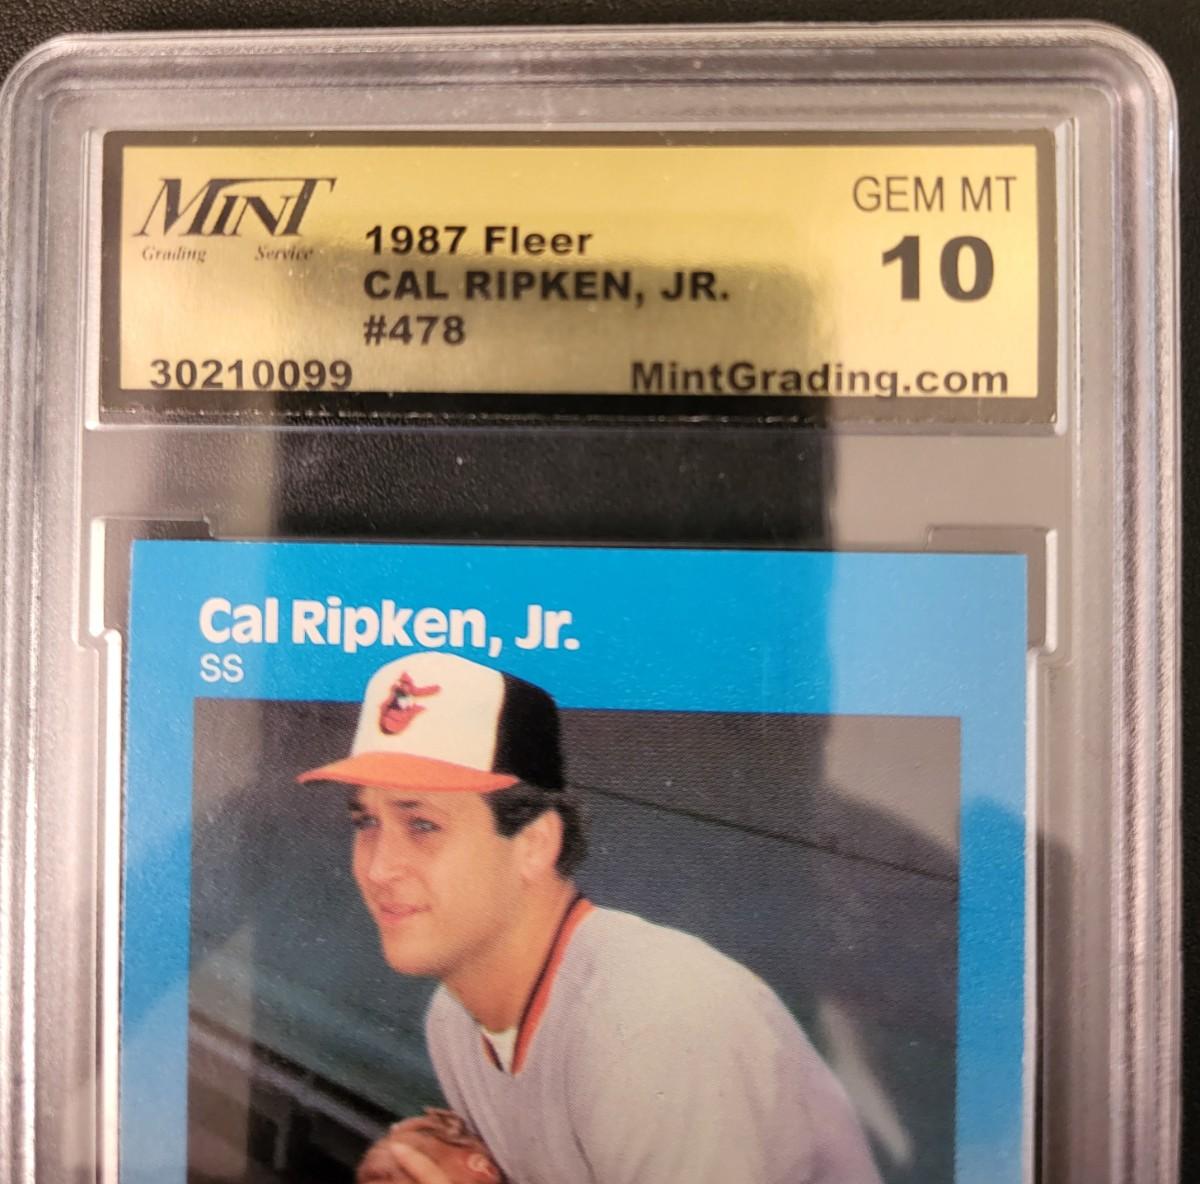 MINT
Grading Service
GEM MT
10
1987 Fleer
CAL RIPKEN, JR.
#478
30210099
MintGrading.com
Cal Ripken, Jr.
SS